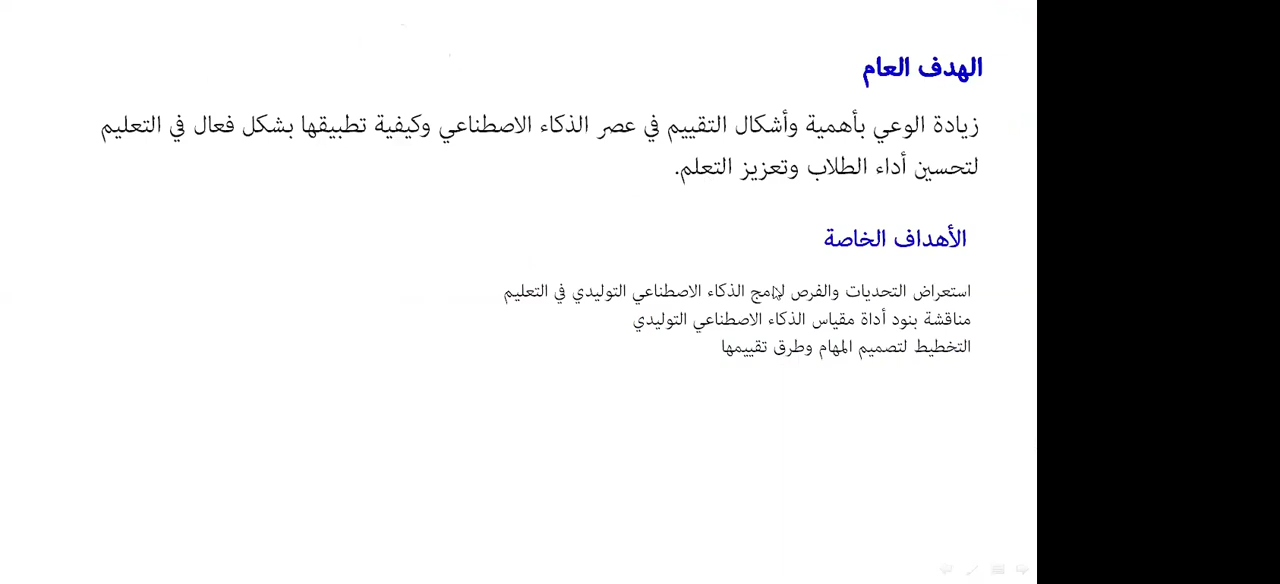 الهدف العام
زيادة الوعي بأهمية وأشكال التقييم في عصر الذكاء الاصطناعي وكيفية تطبيقها بشكل فعال في التعليم
لتحسين أداء الطلاب وتعزيز التعلم.
الأهداف الخاصة
استعراض التحديات والفرص لبرامج الذكاء الاصطناعي التوليدي في التعليم
مناقشة بنود أداة مقياس الذكاء الاصطناعي التوليدي
التخطيط لتصميم المهام وطرق تقييمها